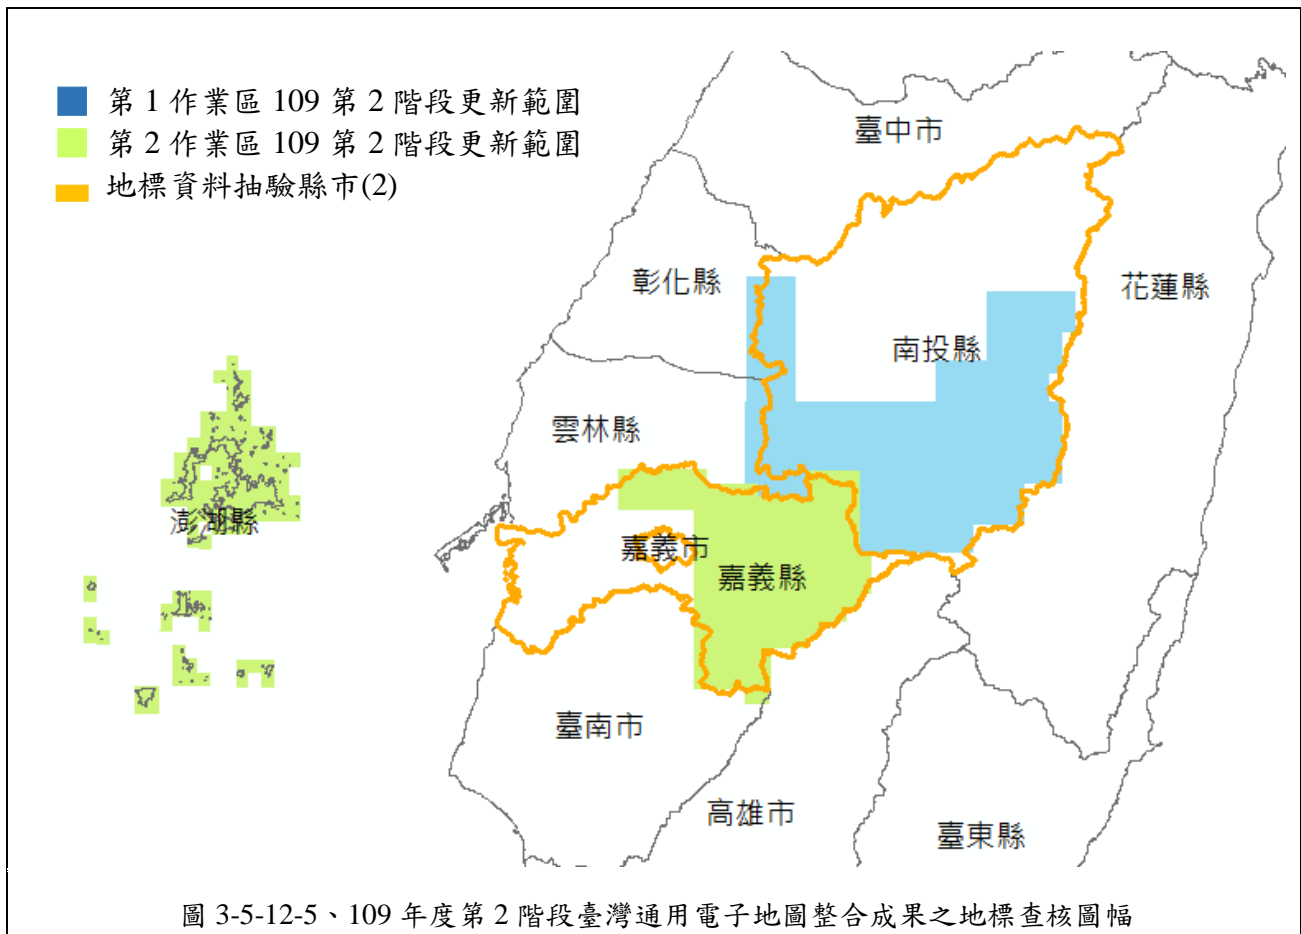 第 1 作業區 109 第 2 階段更新範圍
第 2 作業區 109 第 2 階段更新範圍
地標資料抽驗縣市(2)
臺中市
彰化縣
花蓮縣
南投縣
雲林縣
澎湖縣
嘉義市
嘉義縣
臺南市
高雄市
臺東縣
圖 3-5-12-5、109 年度第 2 階段臺灣通用電子地圖整合成果之地標查核圖幅